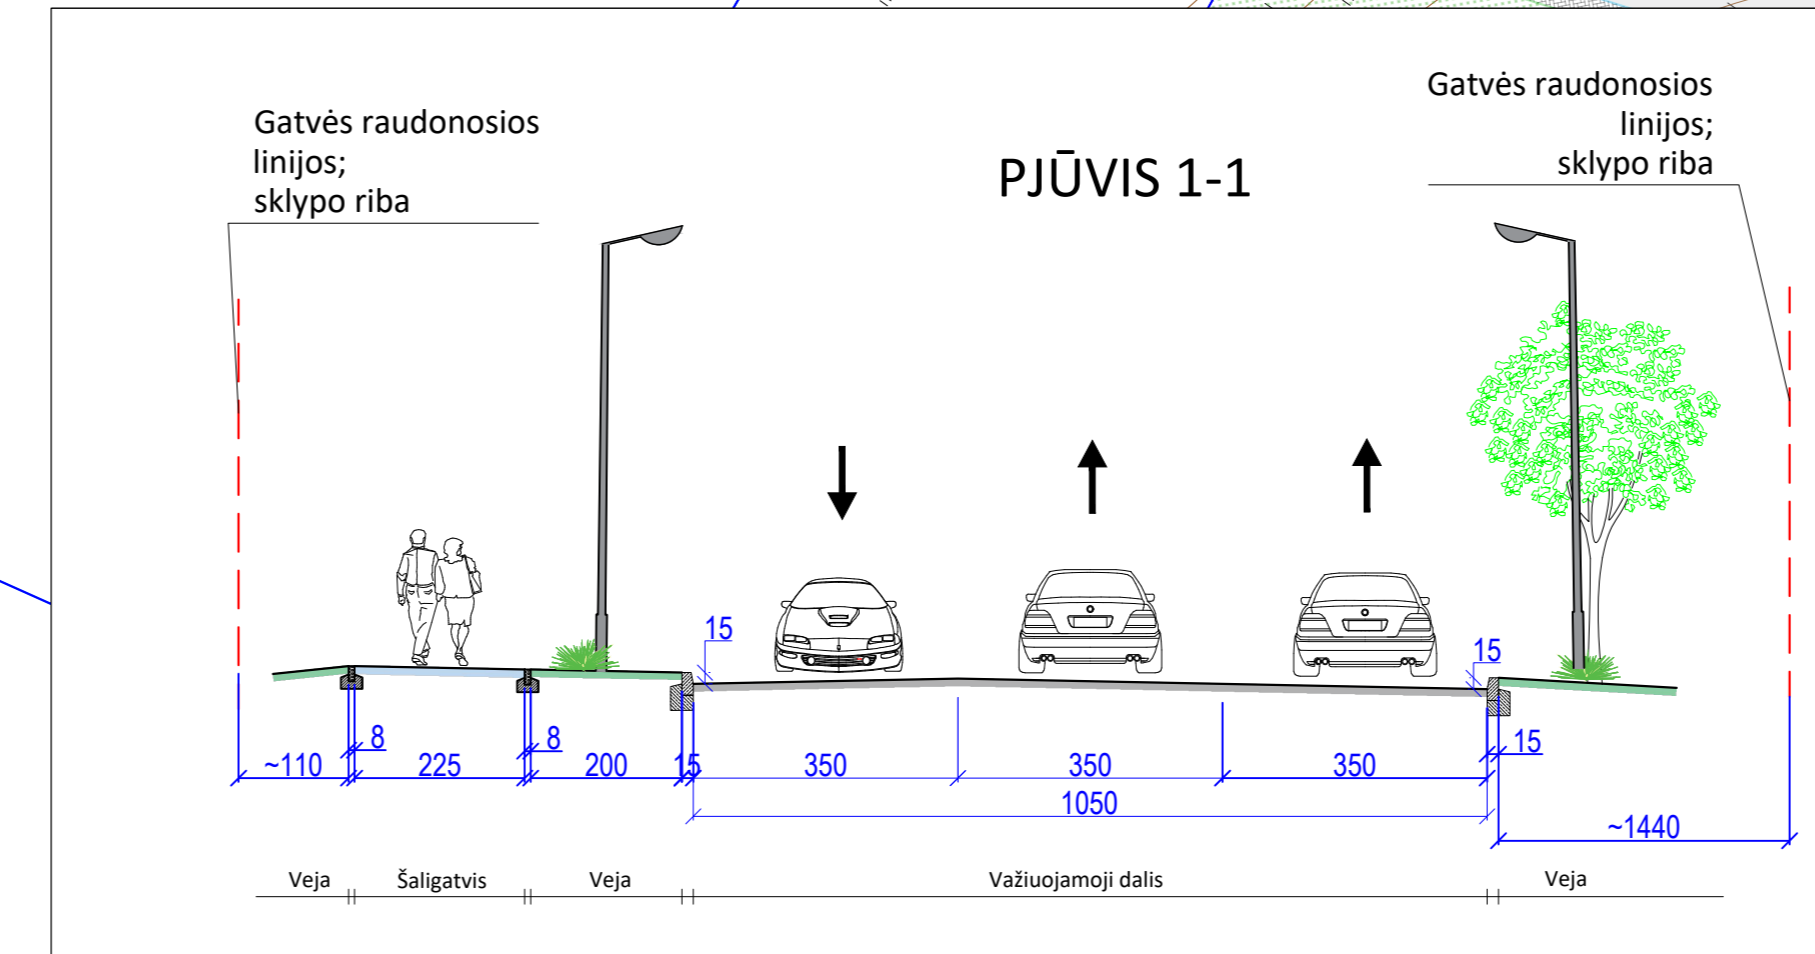 Gatvės raudonosios
linijos;
sklypo riba
PJŪVIS 1-1
Gatvės raudonosios
linijos;
sklypo riba
15
15
8
8
15
~110
225
200
15
350
350
350
1050
~1440
Veja
Šaligatvis
Veja
Važiuojamoji dalis
Veja